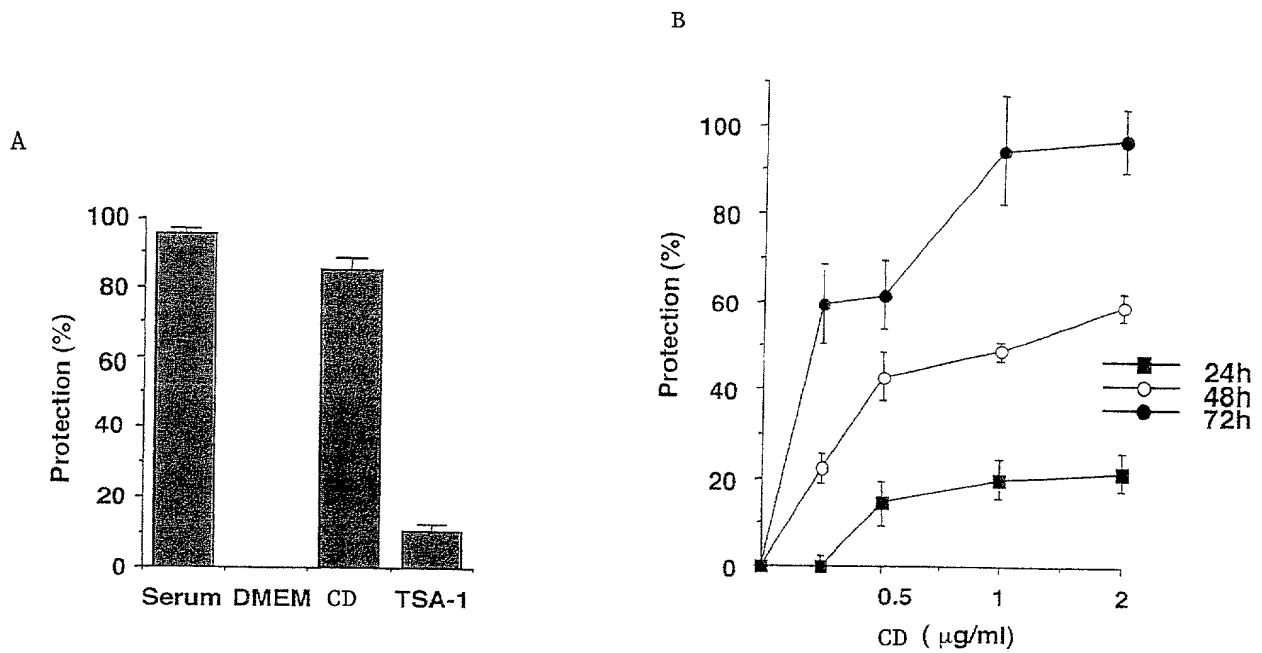 A
Protection (%)
100
80
60
40
20
0
Serum DMEM CD TSA-1
B
Protection (%)
100
80
60
40
20
0
0.5 1 2
CD ( μg/ml)
24h
48h
72h